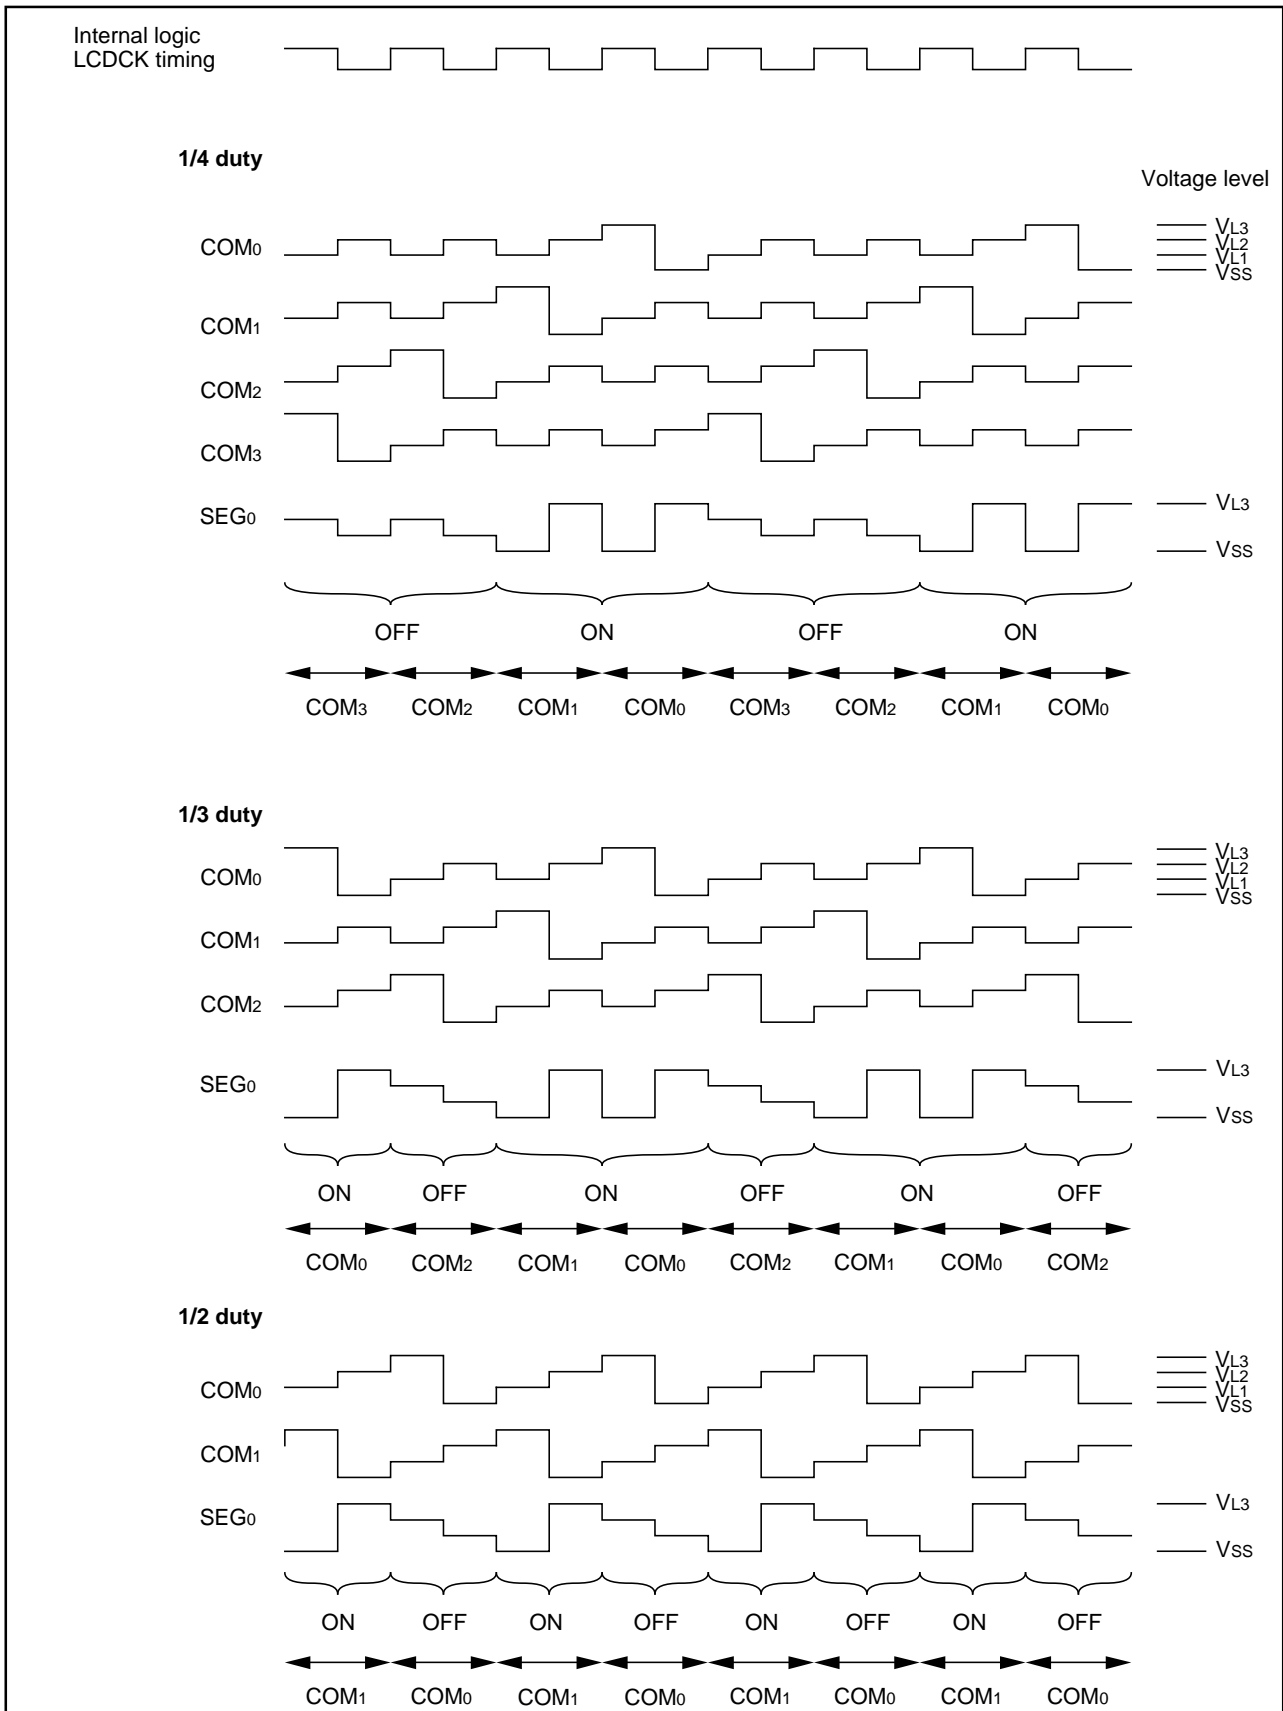 Internal logic
LCDCK timing
1/4 duty
Voltage level
COM0
VL3
VL2
VL1
VSS
COM1
COM2
COM3
SEG0
VL3
VSS
OFF ON OFF ON
COM3 COM2 COM1 COM0 COM3 COM2 COM1 COM0
1/3 duty
COM0
VL3
VL2
VL1
VSS
COM1
COM2
SEG0
VL3
VSS
ON OFF ON OFF ON OFF
COM0 COM2 COM1 COM0 COM2 COM1 COM0 COM2
1/2 duty
COM0
VL3
VL2
VL1
VSS
COM1
SEG0
VL3
VSS
ON OFF ON OFF ON OFF ON OFF
COM1 COM0 COM1 COM0 COM1 COM0 COM1 COM0